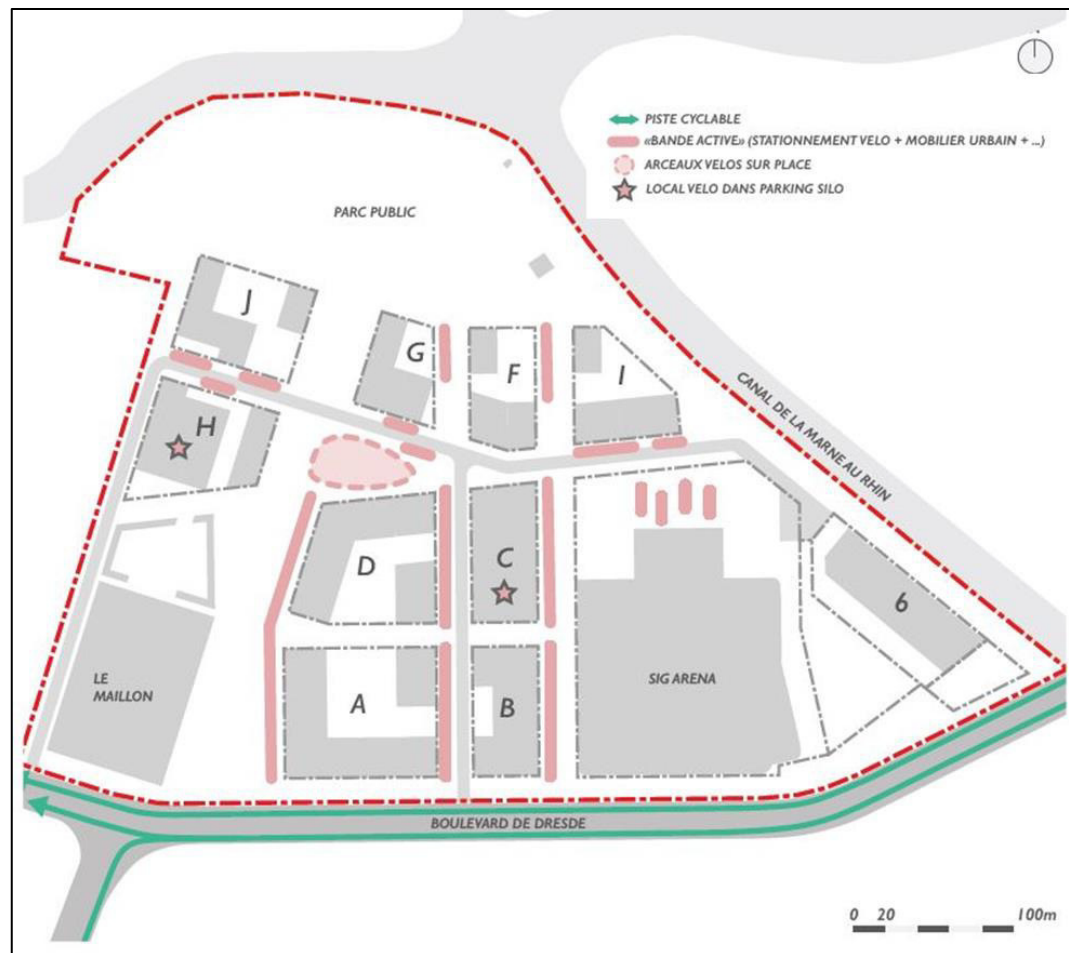 PISTE CYCLABLE
«BANDE ACTIVE» (STATIONNEMENT VELO + MOBILIER URBAIN + ...)
ARCEAUX VELOS SUR PLACE
LOCAL VELO DANS PARKING SILO
PARC PUBLIC
J
G
F
I
CANAL DE LA MARNE AU RHIN
H
D
C
6
LE
MAILLON
A
B
SIG ARENA
BOULEVARD DE DRESDE
0 20 100m